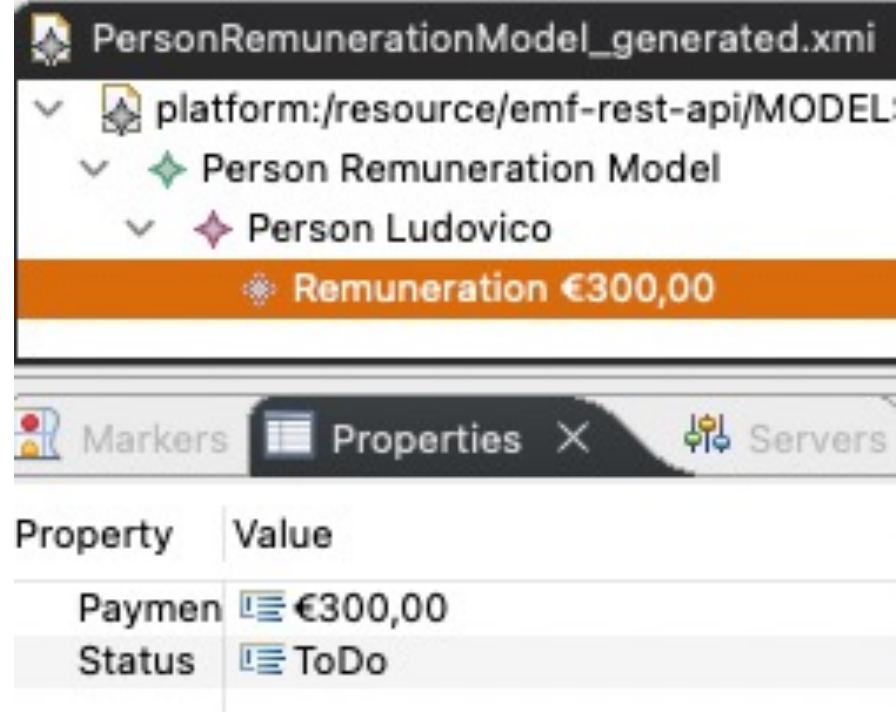 PersonRemunerationModel_generated.xmi
platform:/resource/emf-rest-api/MODEL
Person Remuneration Model
Person Ludovico
Remuneration €300,00
Markers Properties Servers
Property Value
Paymen €300,00
Status ToDo